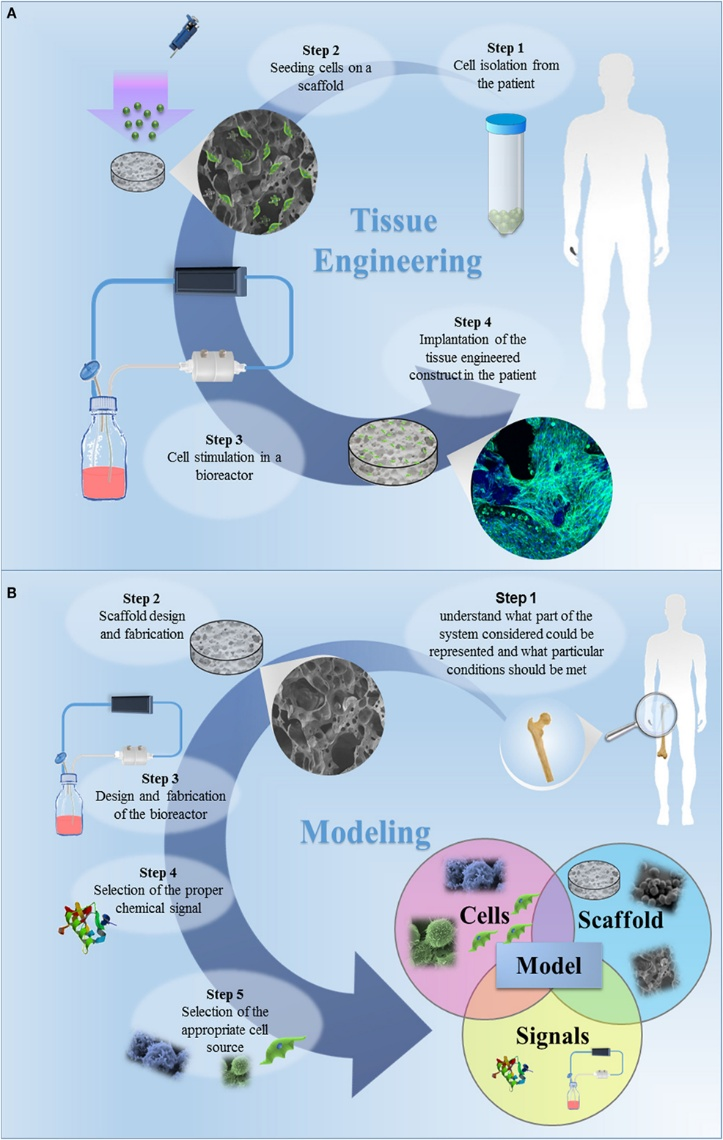 A
Step 1
Cell isolation from
the patient
Step 2
Seeding cells on a
scaffold
Tissue
Engineering
Step 3
Cell stimulation in a
bioreactor
Step 4
Implantation of the
tissue engineered
construct in the patient
B
Step 1
understand what part of the
system considered could be
represented and what particular
conditions should be met
Step 2
Scaffold design
and fabrication
Step 3
Design and fabrication
of the bioreactor
Modeling
Step 4
Selection of the proper
chemical signal
Step 5
Selection of the
appropriate cell
source
Cells
Scaffold
Model
Signals